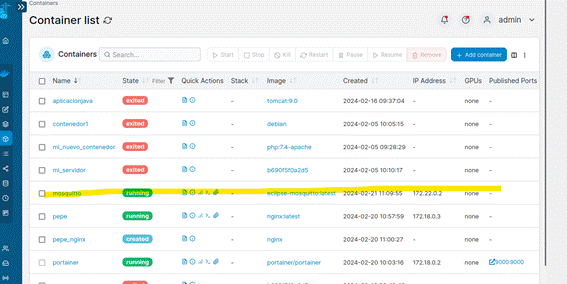 Container list
admin
Containers
Search...
Start Stop Kill Restart Pause Resume Remove + Add container
Name State Filter Quick Actions Stack Image Created IP Address GPUs Published Ports
aplicacionjava exited - tomcat:9.0 2024-02-16 09:37:04 - none -
contenedor1 exited - debian 2024-02-05 10:05:15 - none -
mi_nuevo_contenedor exited - php:7.4-apache 2024-02-05 09:28:29 - none -
mi_servidor exited - b690f5f0a2d5 2024-02-05 10:10:17 - none -
mosquitto running - eclipse-mosquitto:latest 2024-02-21 11:09:55 172.22.0.2 none -
pepe running - nginx:latest 2024-02-20 10:57:59 172.18.0.3 none -
pepe_nginx created - nginx 2024-02-20 11:00:27 - none -
portainer running - portainer/portainer 2024-02-20 10:03:16 172.18.0.2 none 9000:9000